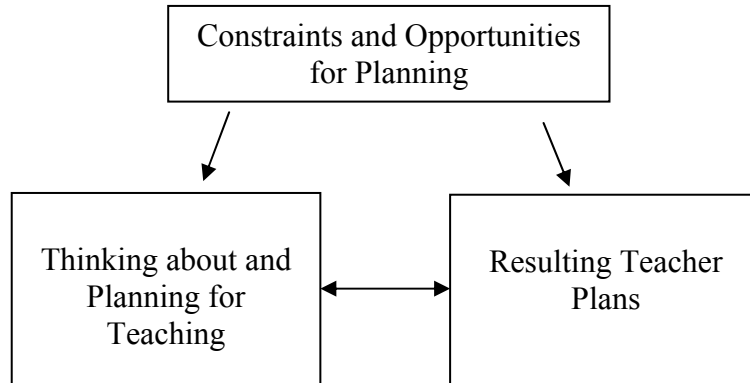 Constraints and Opportunities
for Planning
Thinking about and
Planning for
Teaching
Resulting Teacher
Plans